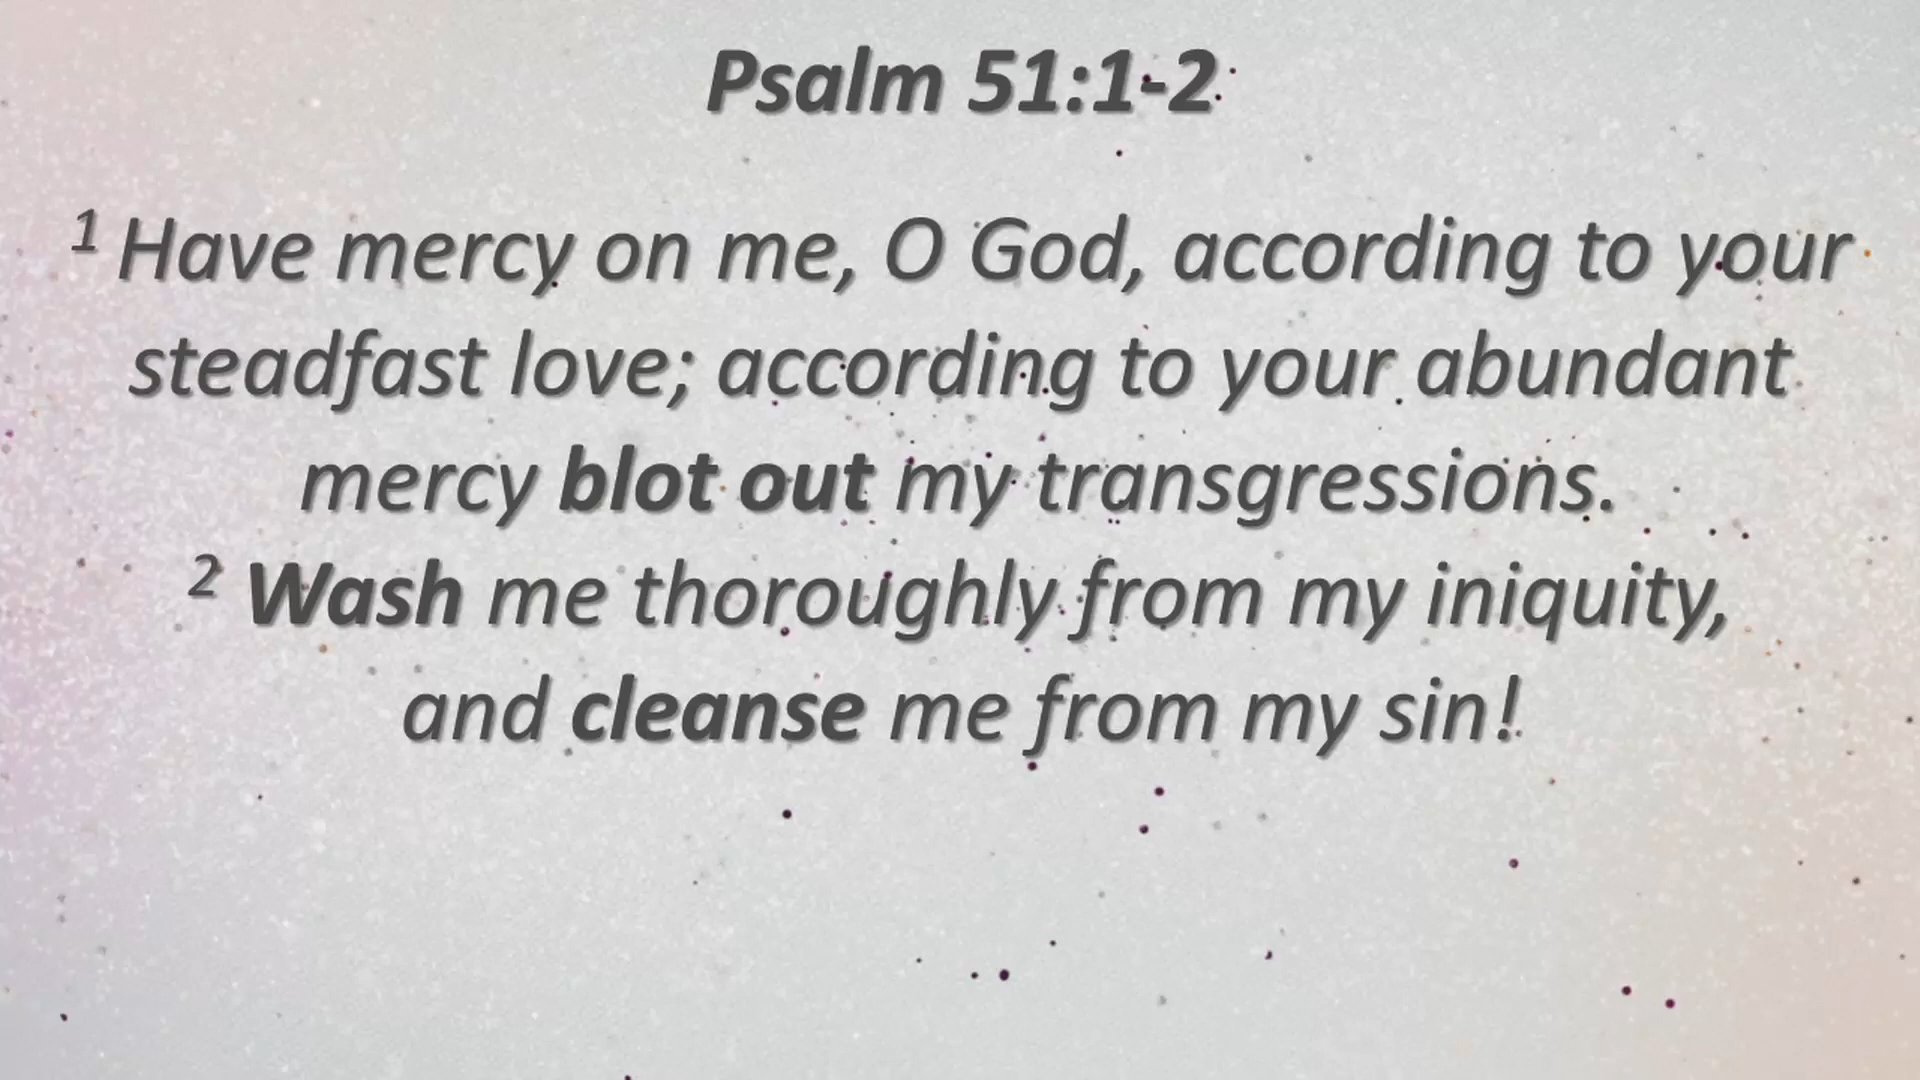 Psalm 51:1-2
1 Have mercy on me, O God, according to your
steadfast love; according to your abundant
mercy blot out my transgressions.
2 Wash me thoroughly from my iniquity,
and cleanse me from my sin!